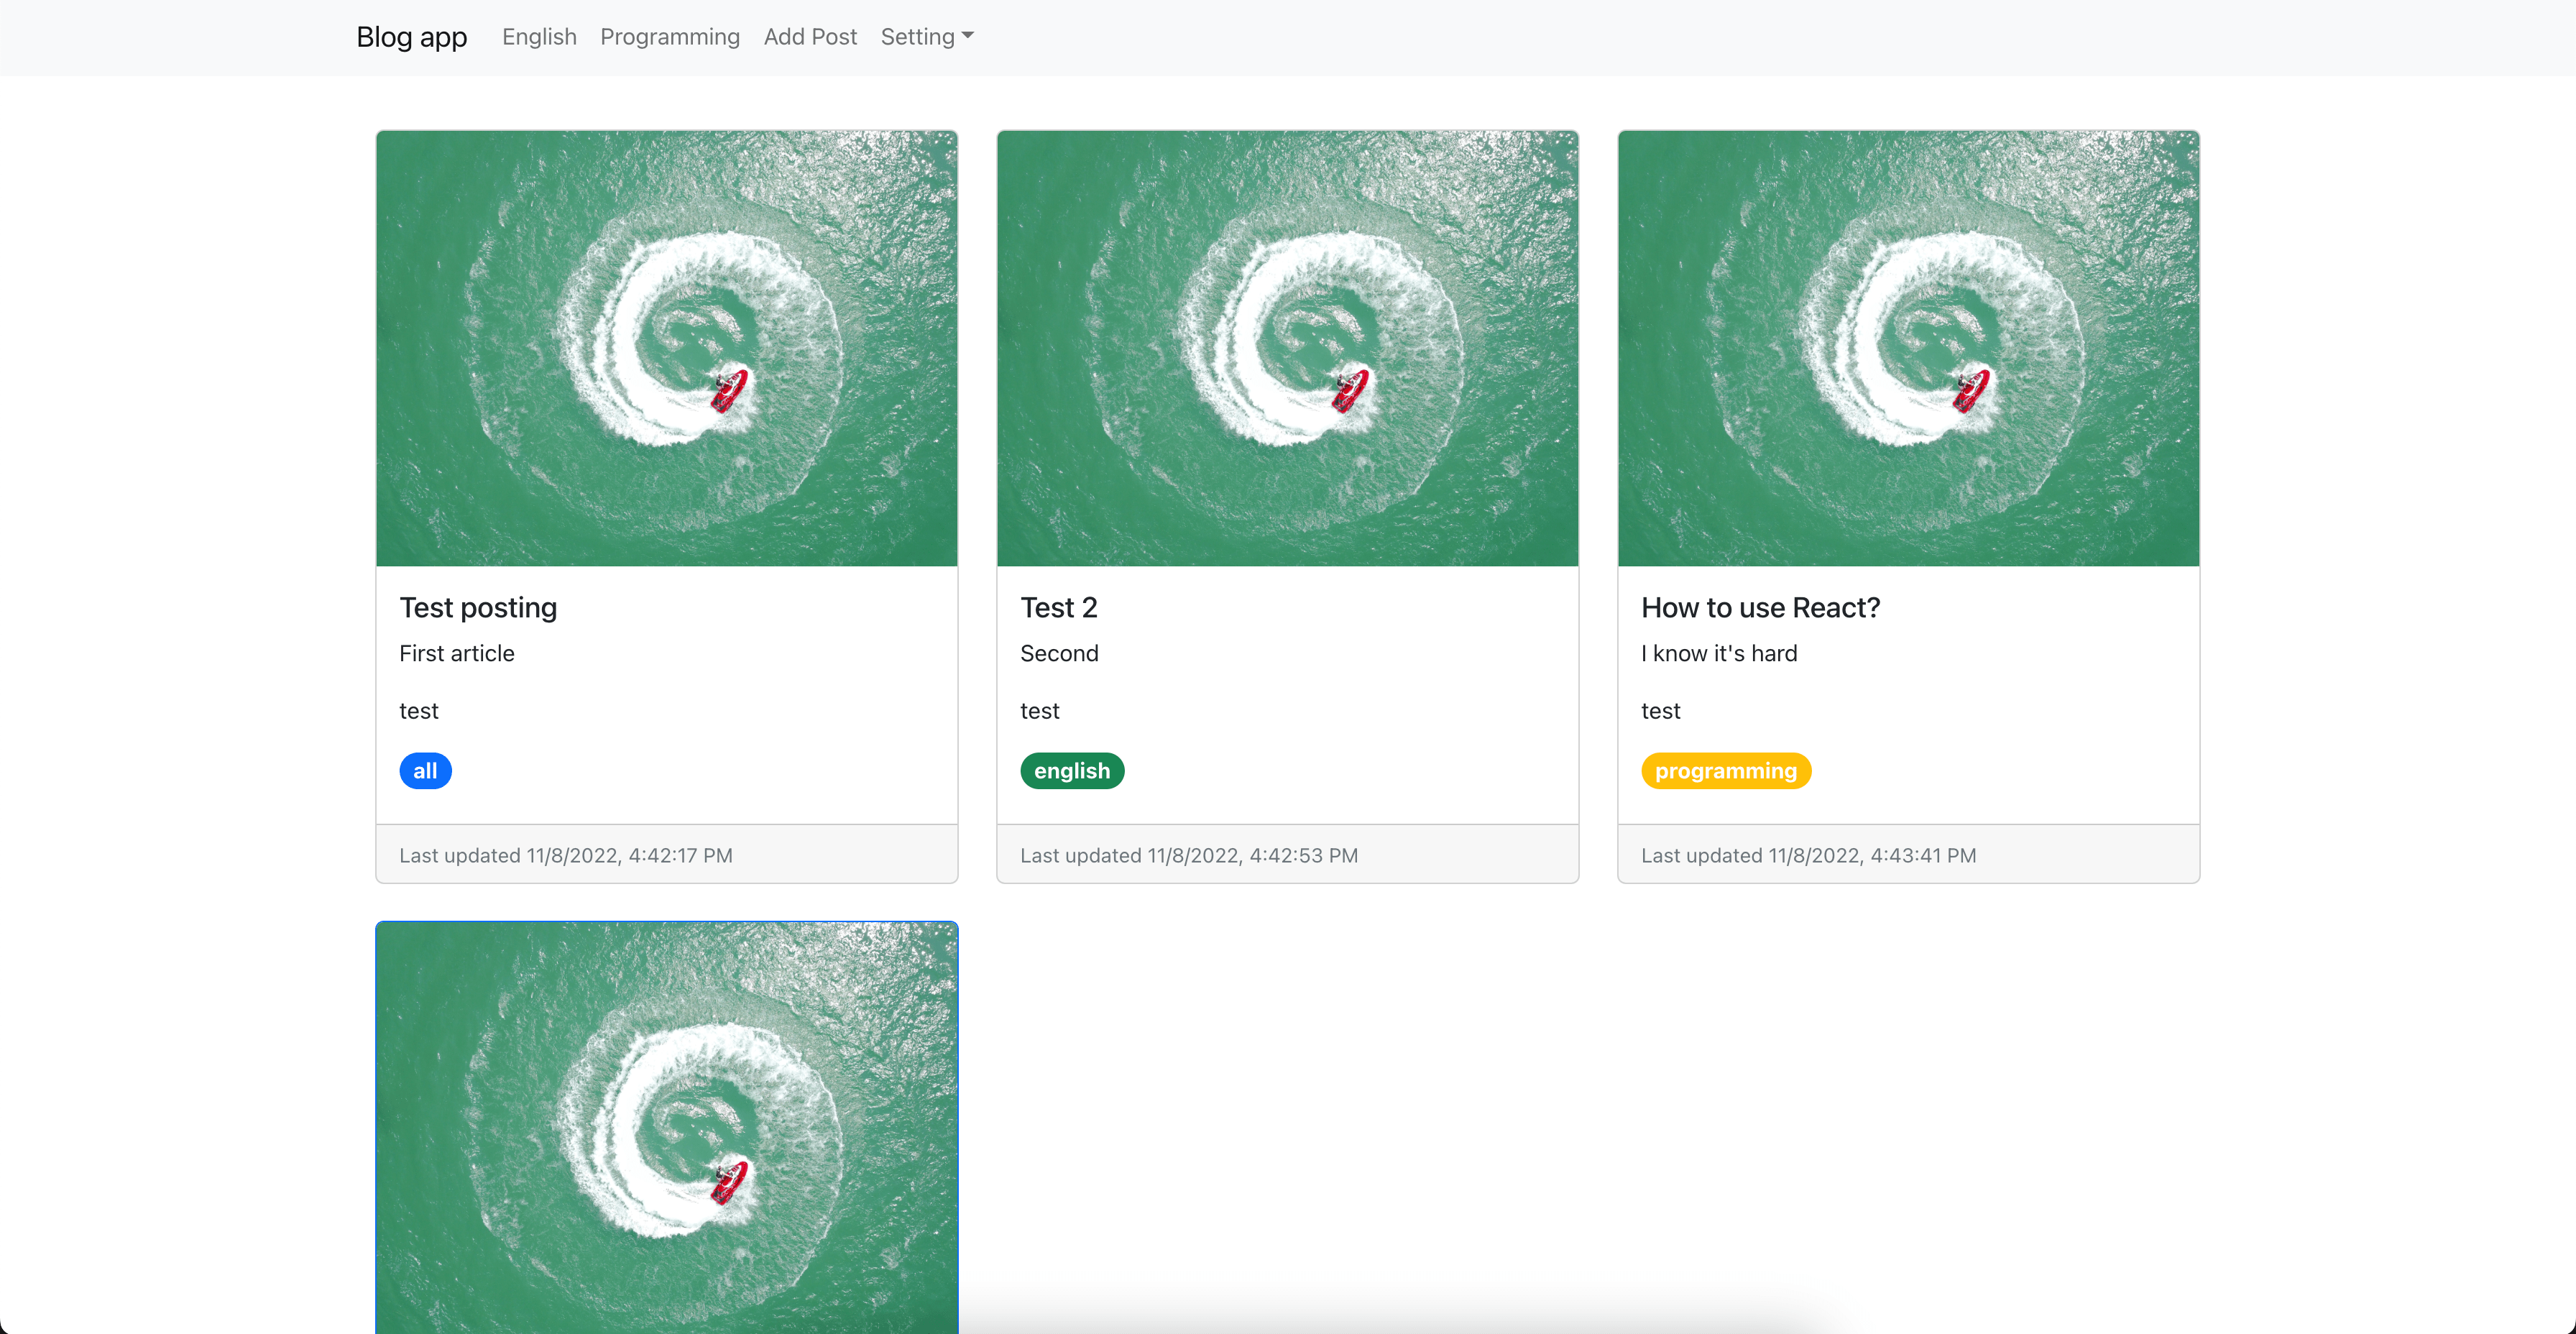 Blog app English Programming Add Post Setting
Test posting
First article
test
all
Last updated 11/8/2022, 4:42:17 PM
Test 2
Second
test
english
Last updated 11/8/2022, 4:42:53 PM
How to use React?
I know it's hard
test
programming
Last updated 11/8/2022, 4:43:41 PM